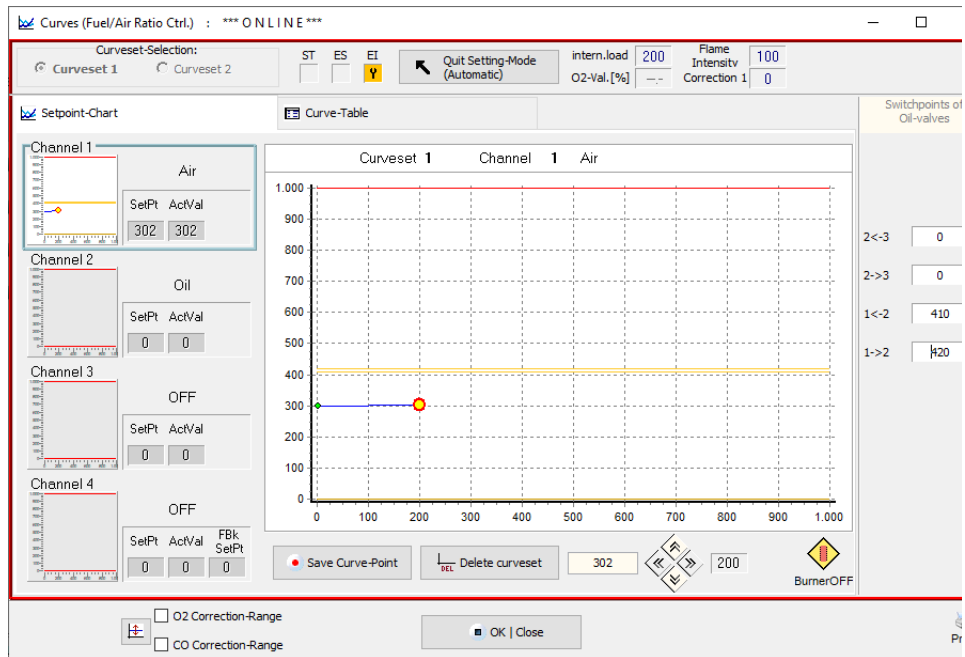 Curves (Fuel/Air Ratio Ctrl.) : *** O N L I N E ***
Curveset-Selection:
Curveset 1 Curveset 2
ST ES EI
Quit Setting-Mode
(Automatic)
intern.load 200
O2-Val.[%] -.-
Flame
Intensitv 100
Correction 1 0
Setpoint-Chart
Curve-Table
Switchpoints of
Oil-valves
Channel 1
Air
SetPt ActVal
302 302
Channel 2
Oil
SetPt ActVal
0 0
Channel 3
OFF
SetPt ActVal
0 0
Channel 4
OFF
SetPt ActVal FBk
SetPt
0 0 0
Curveset 1 Channel 1 Air
1.000
900
800
700
600
500
400
300
200
100
0
0 100 200 300 400 500 600 700 800 900 1.000
2<-3 0
2->3 0
1<-2 410
1->2 420
Save Curve-Point
DEL Delete curveset
302
200
BurnerOFF
O2 Correction-Range
CO Correction-Range
OK | Close